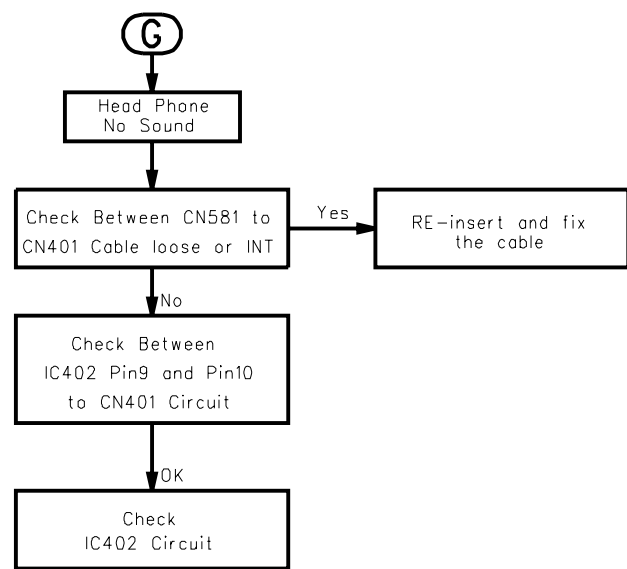 G
Head Phone
No Sound
Check Between CN581 to
CN401 Cable loose or INT
Yes
RE-insert and fix
the cable
No
Check Between
IC402 Pin9 and Pin10
to CN401 Circuit
OK
Check
IC402 Circuit